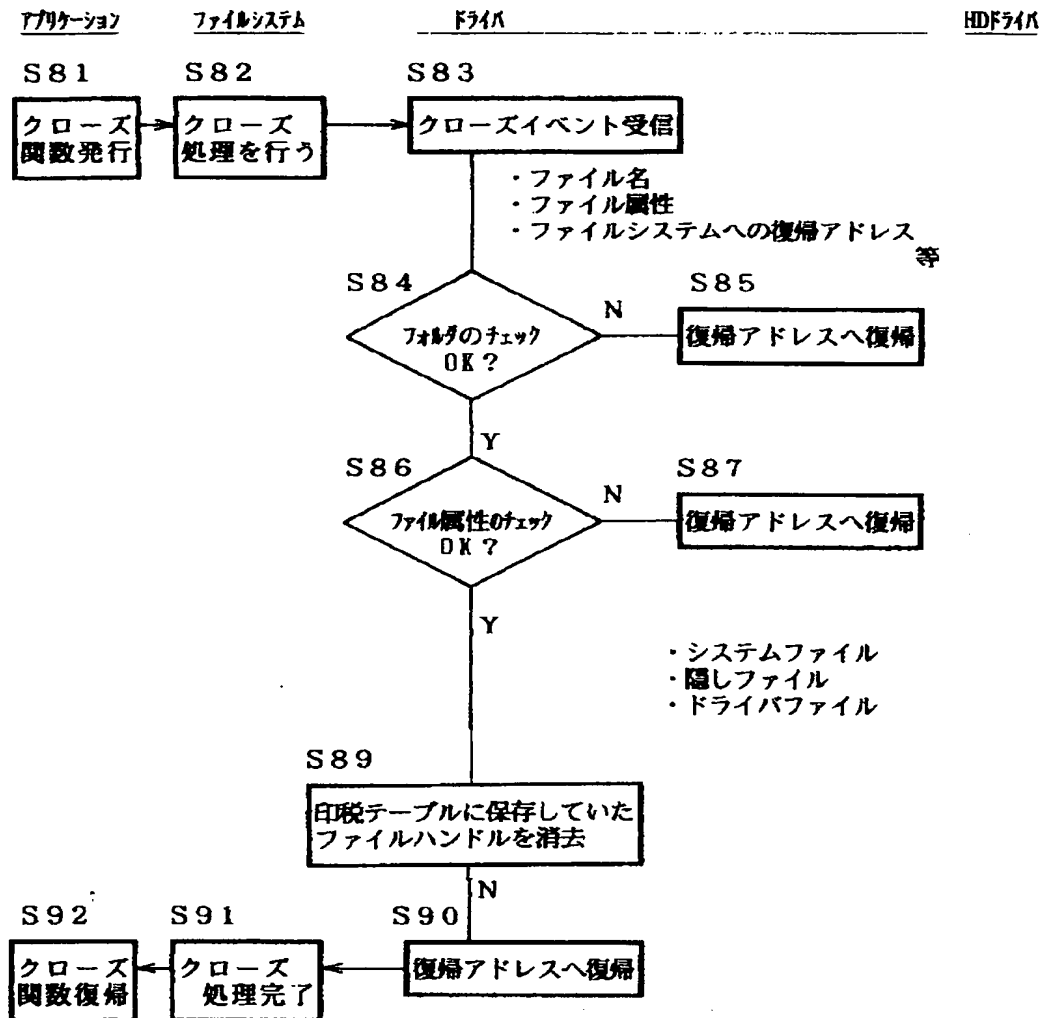 アプリケーション ファイルシステム ドライバ HDドライバ
S81 S82 S83
クローズ
関数発行
クローズ
処理を行う
クローズイベント受信
・ファイル名
・ファイル属性
・ファイルシステムへの復帰アドレス
等
S84
フォルダのチェック
OK?
N
S85
復帰アドレスへ復帰
Y
S86
ファイル属性のチェック
OK?
N
S87
復帰アドレスへ復帰
Y
・システムファイル
・隠しファイル
・ドライバファイル
S89
印税テーブルに保存していた
ファイルハンドルを消去
N
S92 S91 S90
クローズ
関数復帰
クローズ
処理完了
復帰アドレスへ復帰